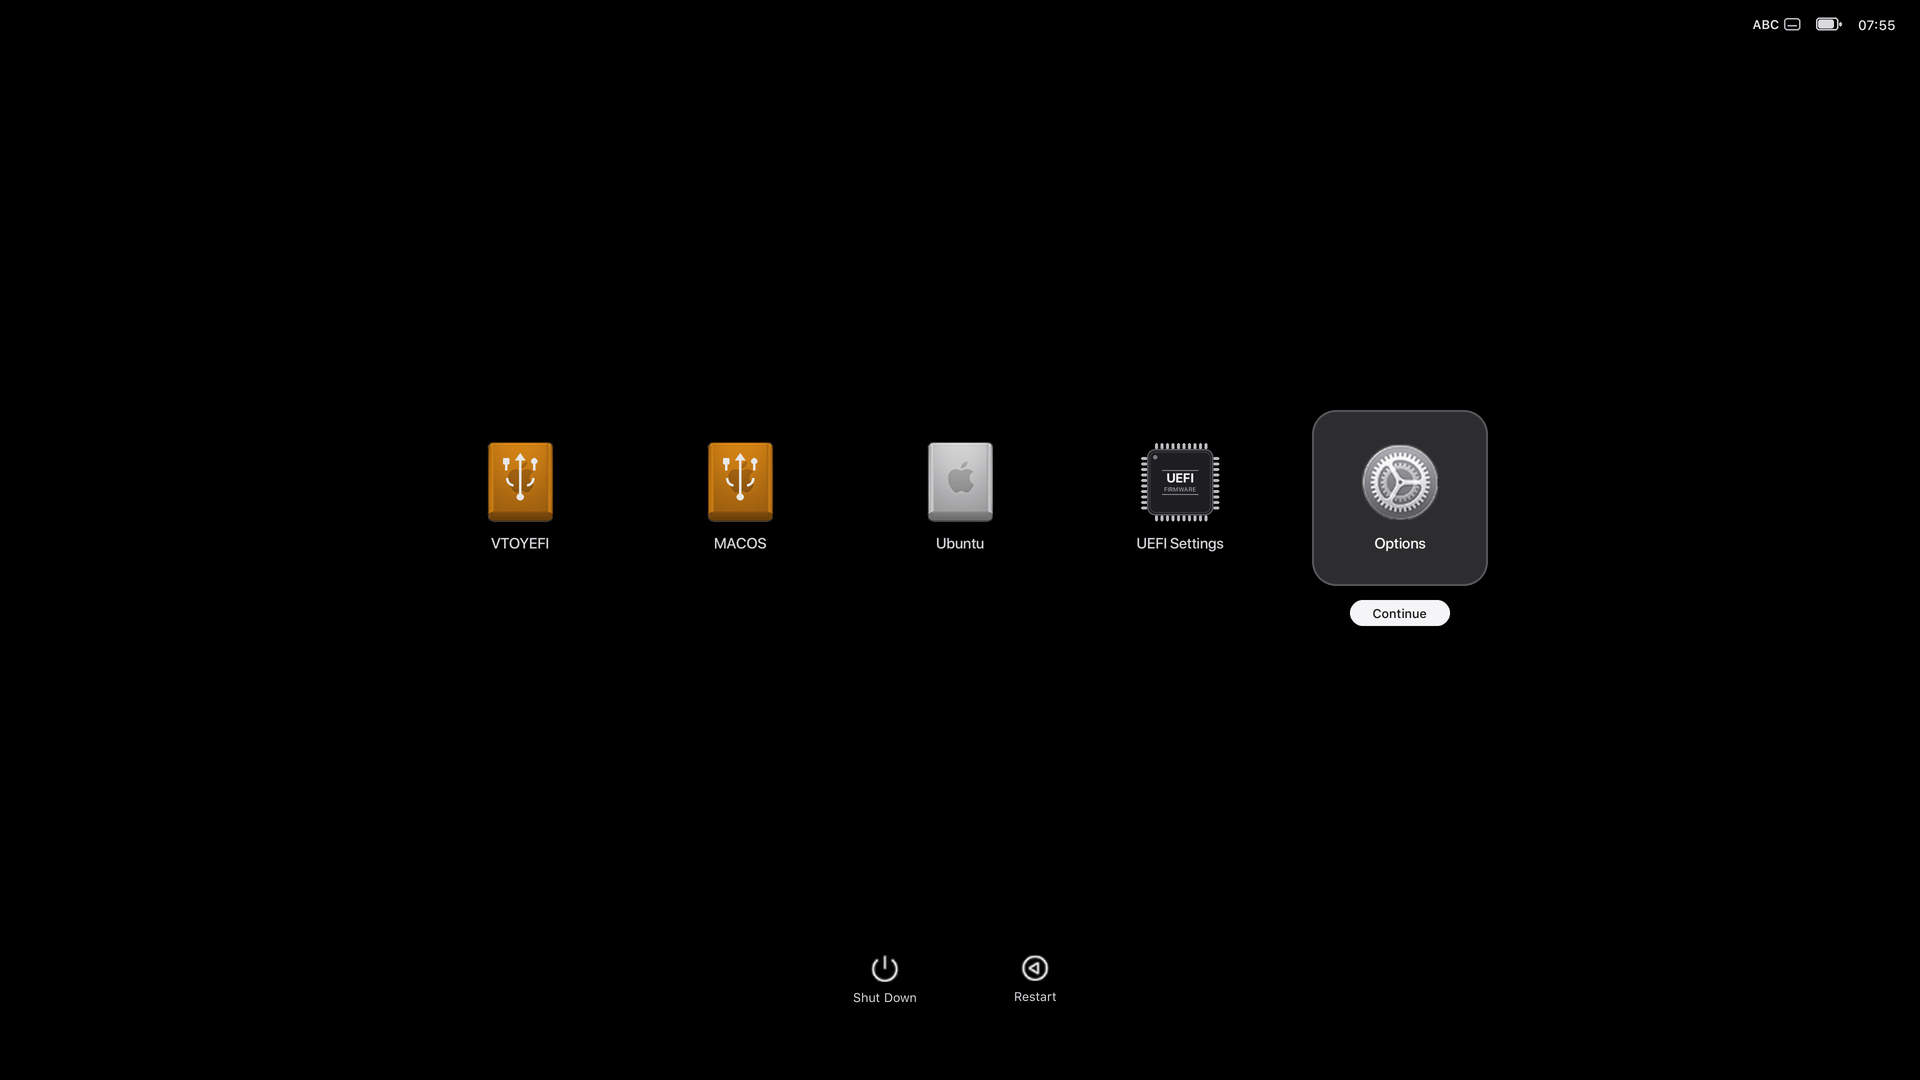 ABC
07:55
UEFI
FIRMWARE
VTOYEFI
MACOS
Ubuntu
UEFI Settings
Options
Continue
Shut Down
Restart